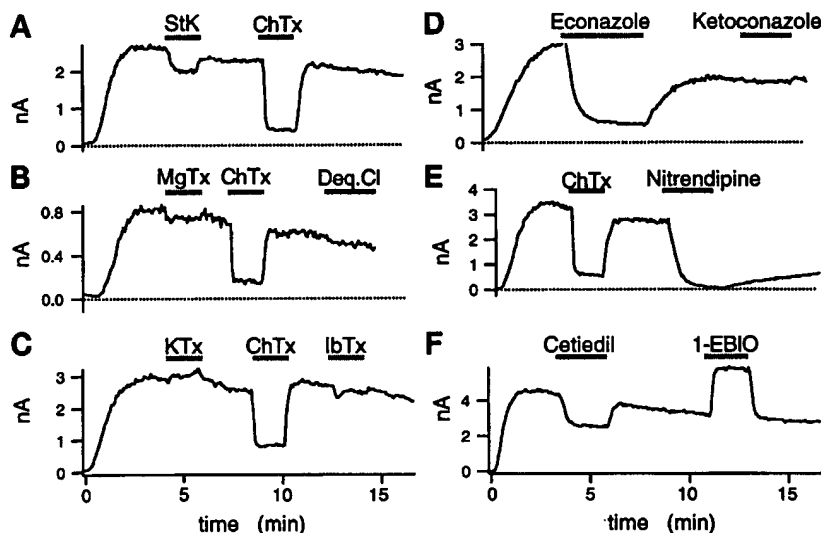 A
StK ChTx
nA
2
1
0
B
MgTx ChTx Deq.Cl
nA
0.8
0.4
0.0
C
KTx ChTx IbTx
nA
3
2
1
0
0 5 10 15
time (min)
D
Econazole Ketoconazole
nA
3
2
1
0
E
ChTx Nitrendipine
nA
4
3
2
1
0
F
Cetiedil 1-EBIO
nA
4
2
0
0 5 10 15
time (min)